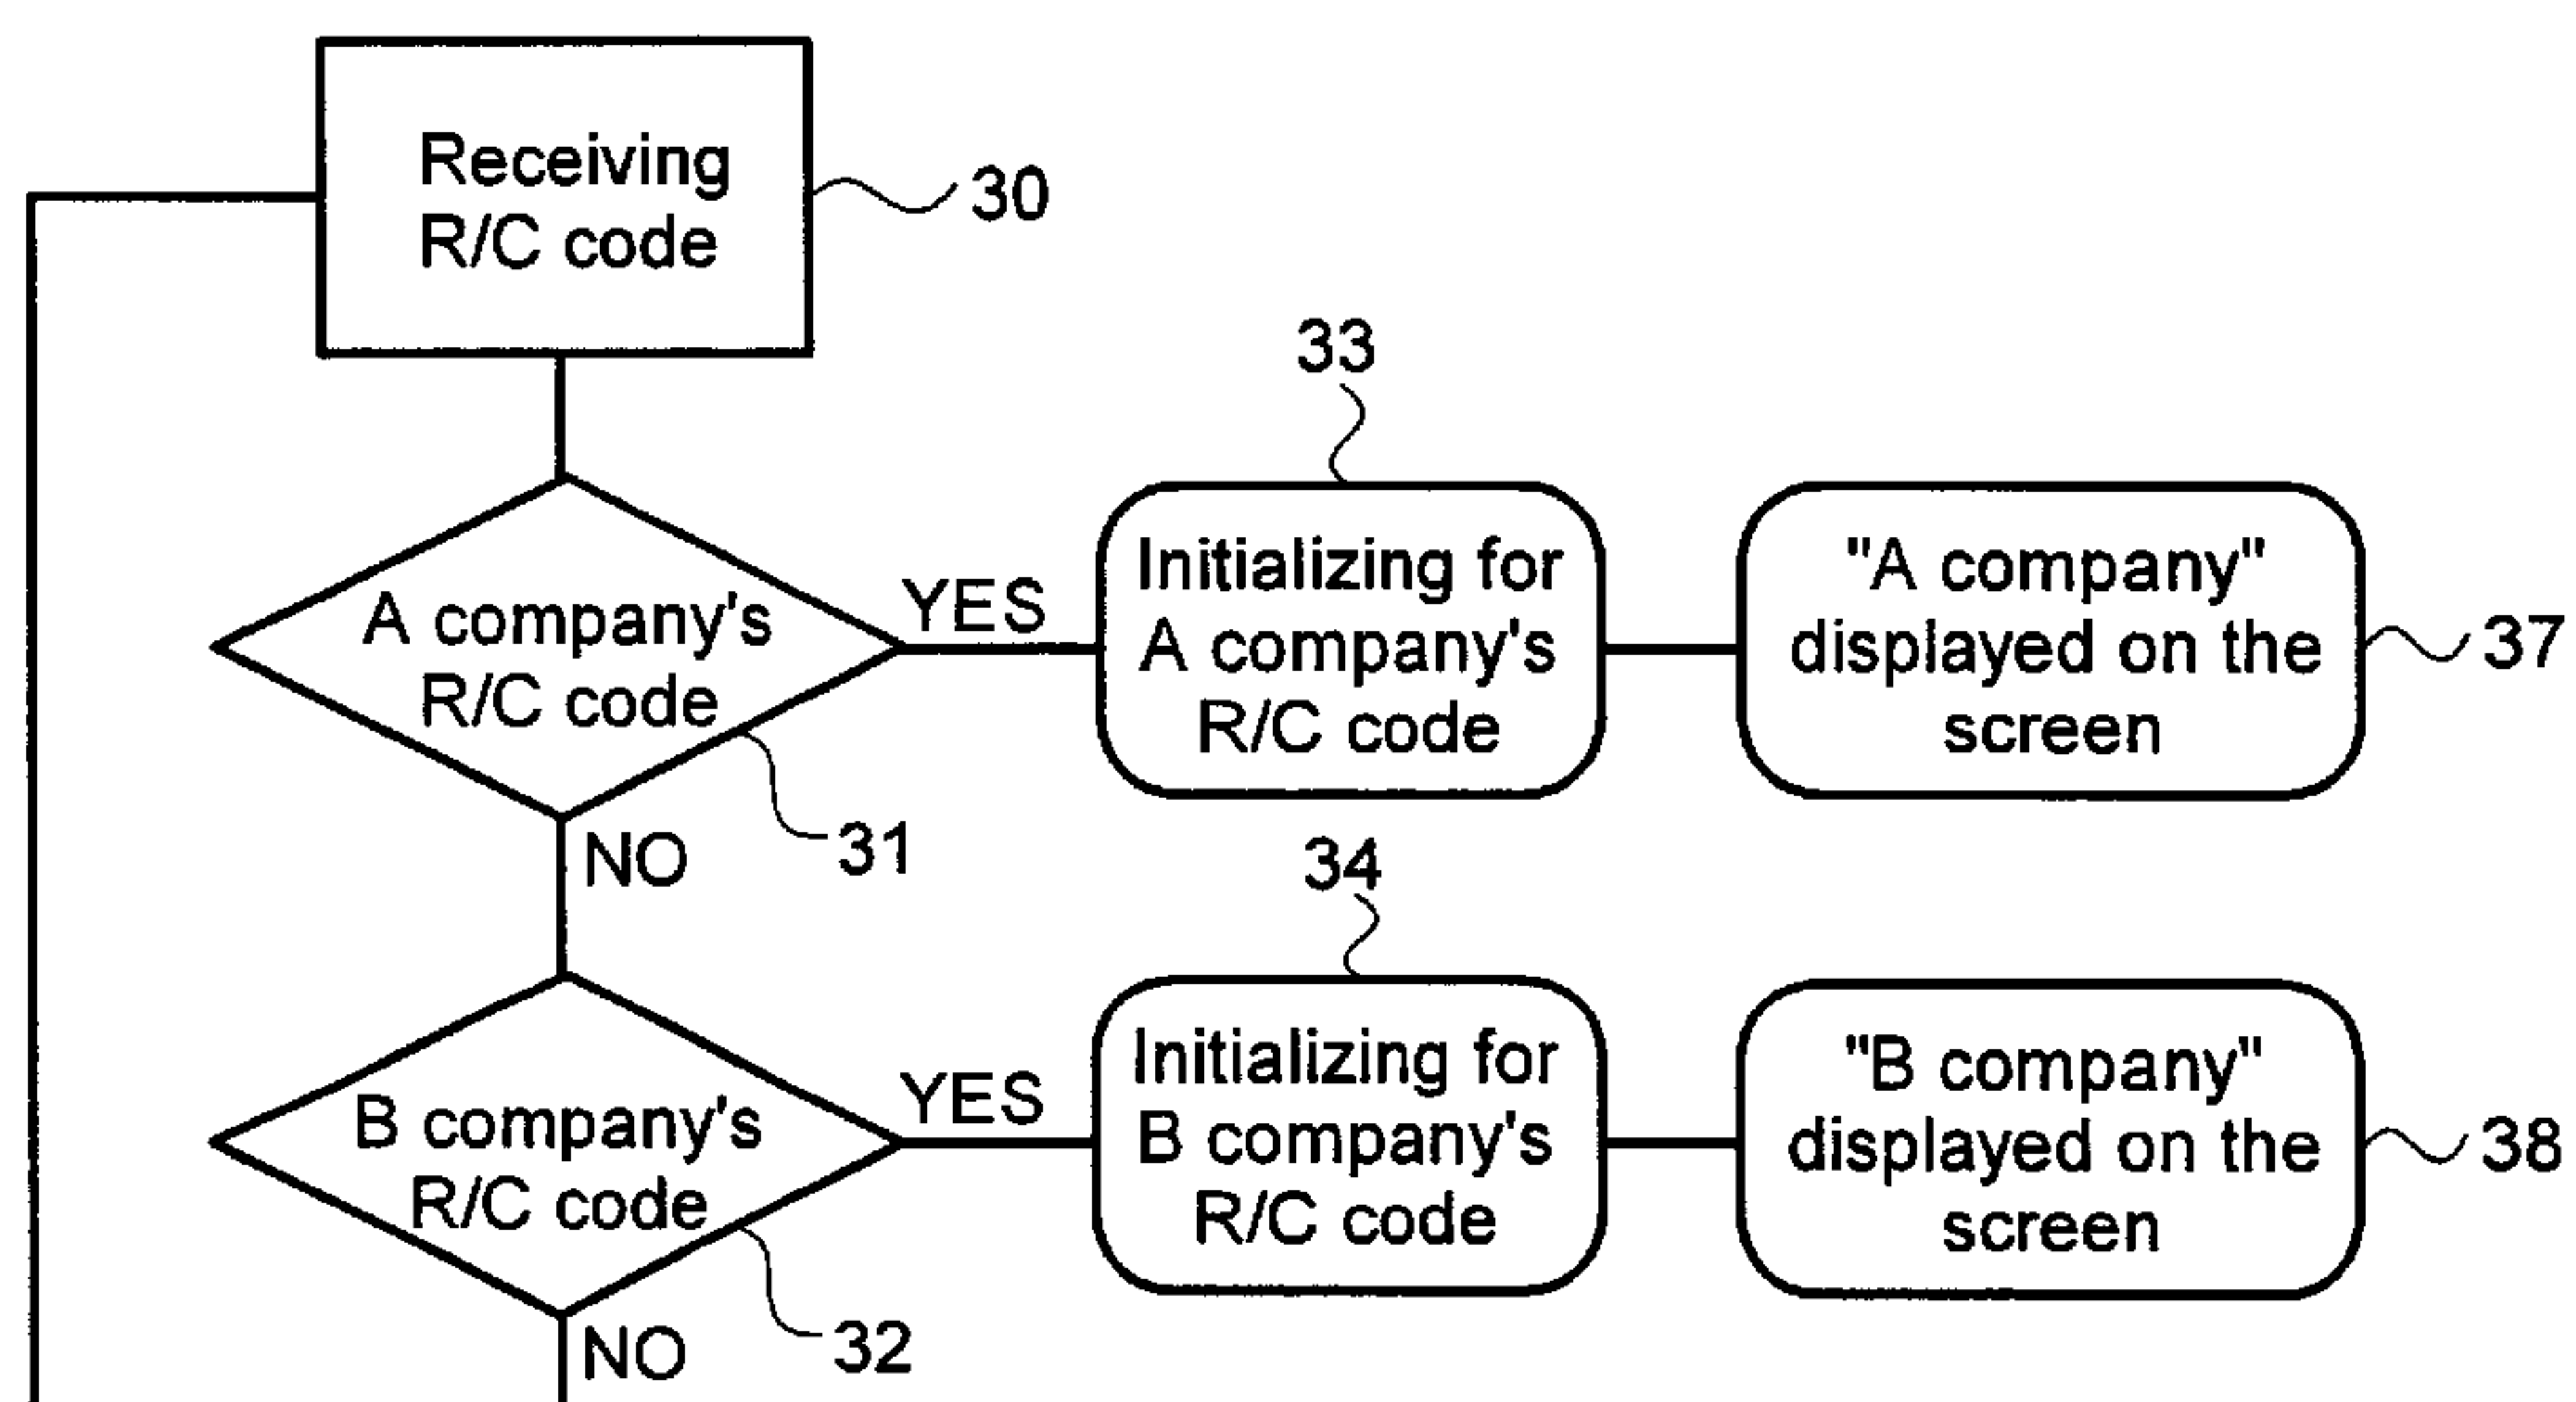 Receiving
R/C code
30
33
A company's
R/C code
YES
Initializing for
A company's
R/C code
"A company"
displayed on the
screen
37
31
NO
34
B company's
R/C code
YES
Initializing for
B company's
R/C code
"B company"
displayed on the
screen
38
32
NO